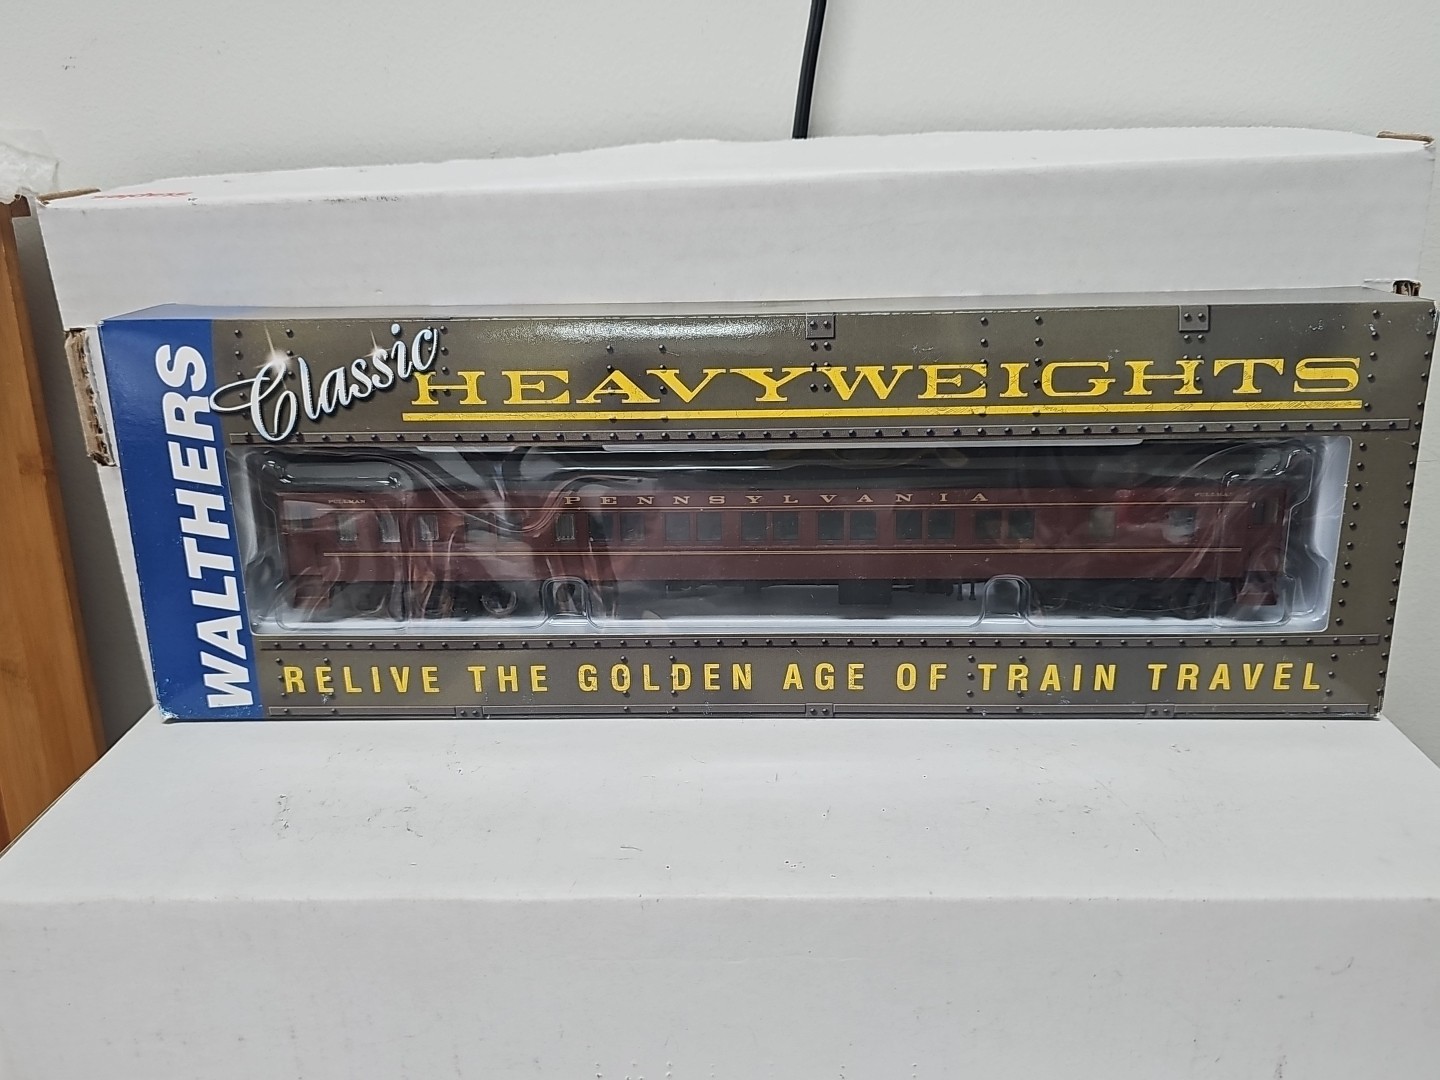 WALTHERS
Classic
HEAVYWEIGHTS
PULLMAN
PENNSYLVANIA
PULLMAN
RELIVE THE GOLDEN AGE OF TRAIN TRAVEL